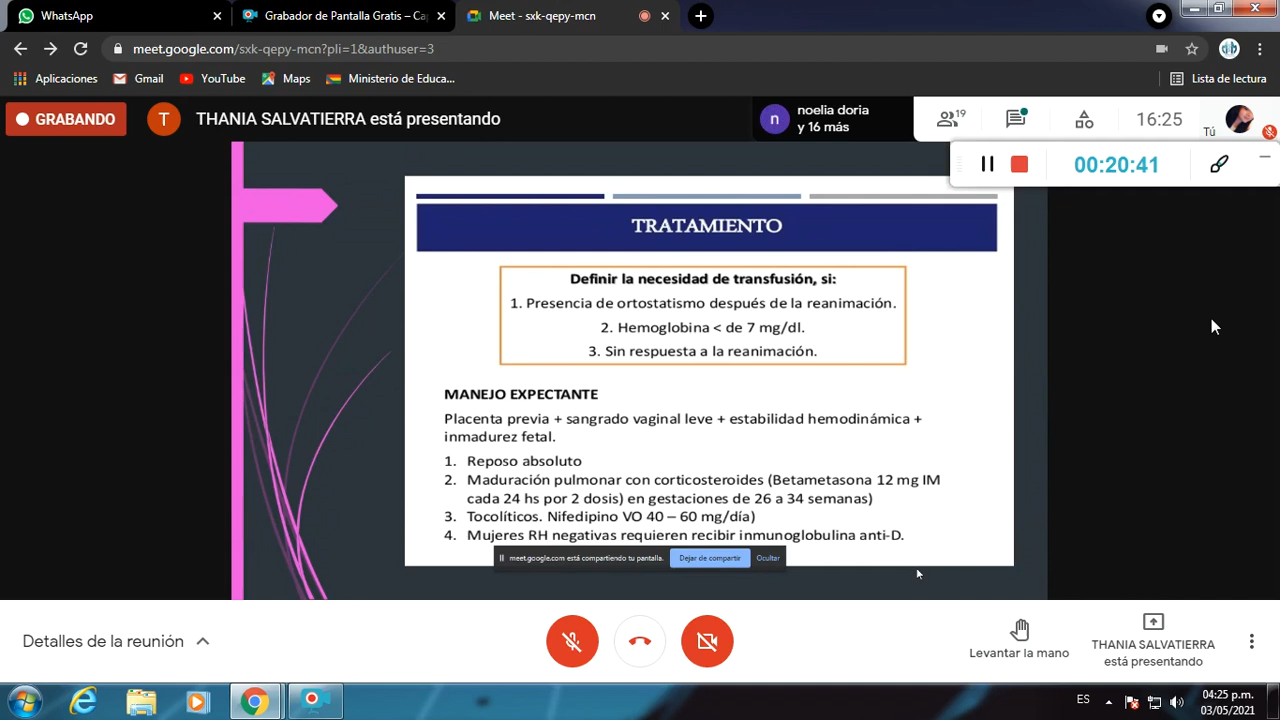 WhatsApp
Grabador de Pantalla Gratis – Ca
Meet - sxk-qepy-mcn
meet.google.com/sxk-qepy-mcn?pli=1&authuser=3
Aplicaciones
Gmail
YouTube
Maps
Ministerio de Educa...
Lista de lectura
GRABANDO
T
THANIA SALVATIERRA está presentando
n
noelia doria
y 16 más
19
16:25
Tú
00:20:41
TRATAMIENTO
Definir la necesidad de transfusión, si:
1. Presencia de ortostatismo después de la reanimación.
2. Hemoglobina < de 7 mg/dl.
3. Sin respuesta a la reanimación.
MANEJO EXPECTANTE
Placenta previa + sangrado vaginal leve + estabilidad hemodinámica +
inmadurez fetal.
1. Reposo absoluto
2. Maduración pulmonar con corticosteroides (Betametasona 12 mg IM
cada 24 hs por 2 dosis) en gestaciones de 26 a 34 semanas)
3. Tocolíticos. Nifedipino VO 40 – 60 mg/día)
4. Mujeres RH negativas requieren recibir inmunoglobulina anti-D.
meet.google.com está compartiendo tu pantalla.
Dejar de compartir
Ocultar
Detalles de la reunión
Levantar la mano
THANIA SALVATIERRA
está presentando
ES
04:25 p.m.
03/05/2021